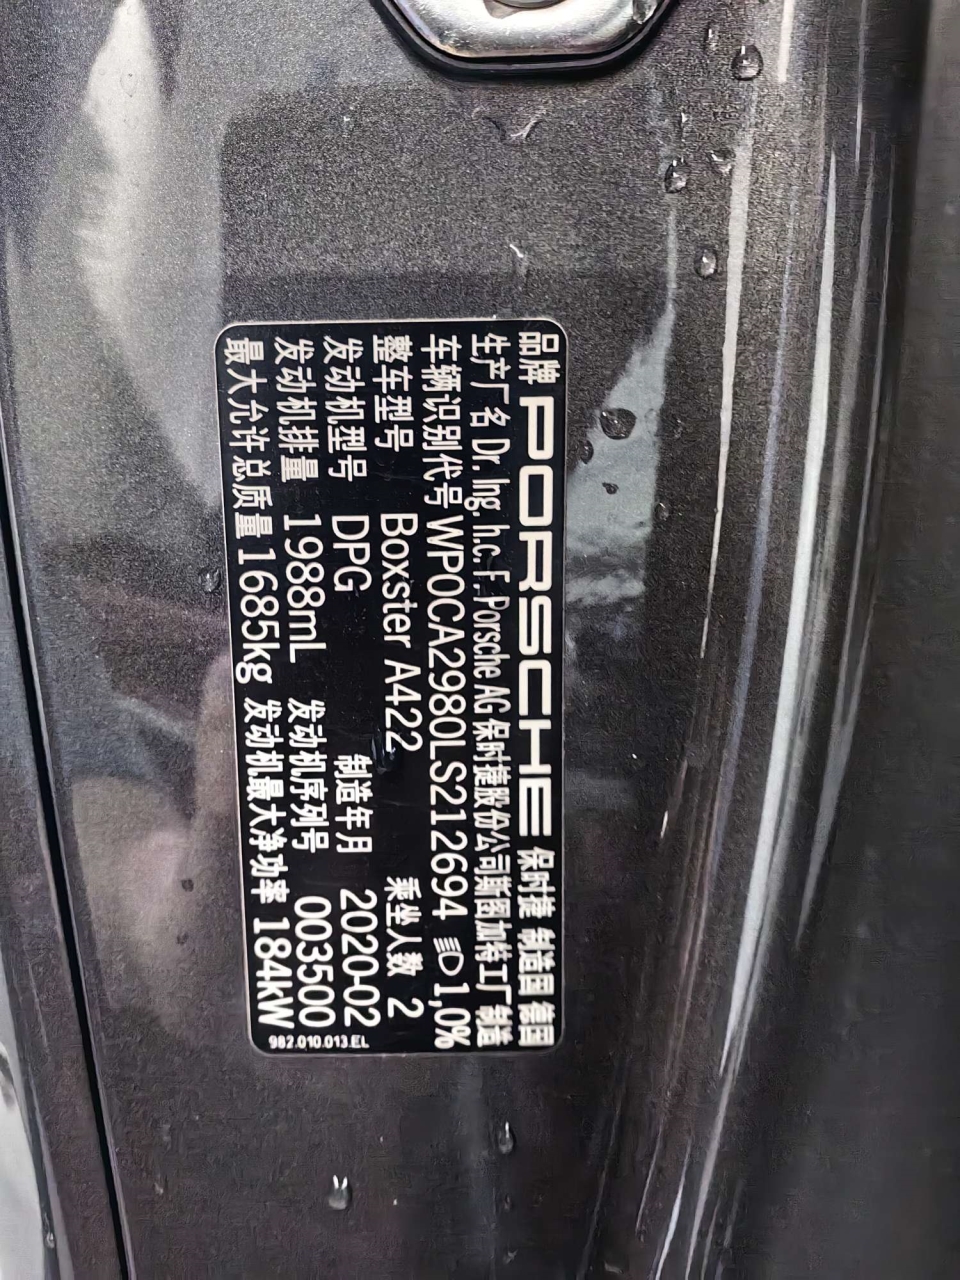 品牌 PORSCHE 保时捷 制造国 德国
生产厂名 Dr. Ing. h.c. F. Porsche AG 保时捷股份公司斯图加特工厂制造
车辆识别代号 WP0CA2980LS212694 1,0%
整车型号 Boxster A422 乘坐人数 2
发动机型号 DPG 制造年月 2020-02
发动机排量 1988mL 发动机序列号 003500
最大允许总质量 1685kg 发动机最大净功率 184kW
982.010.013.EL